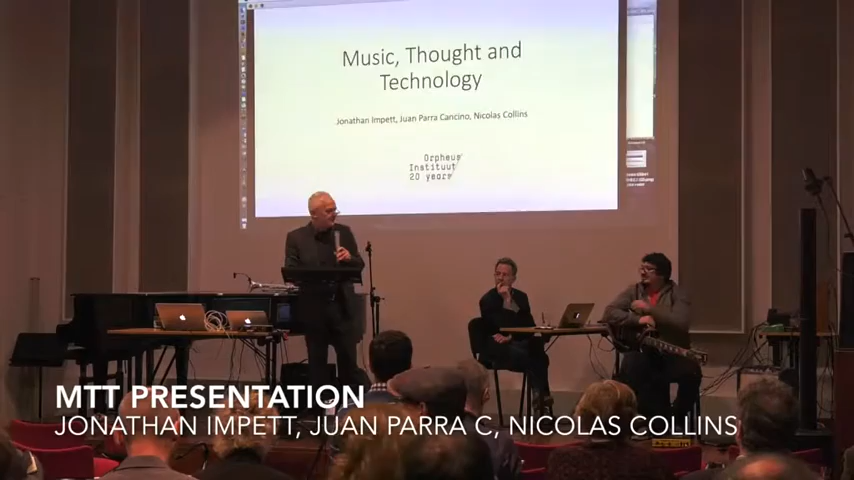 Music, Thought and
Technology
Jonathan Impett, Juan Parra Cancino, Nicolas Collins
Orpheus
Instituut
20 years
MTT PRESENTATION
JONATHAN IMPETT, JUAN PARRA C, NICOLAS COLLINS